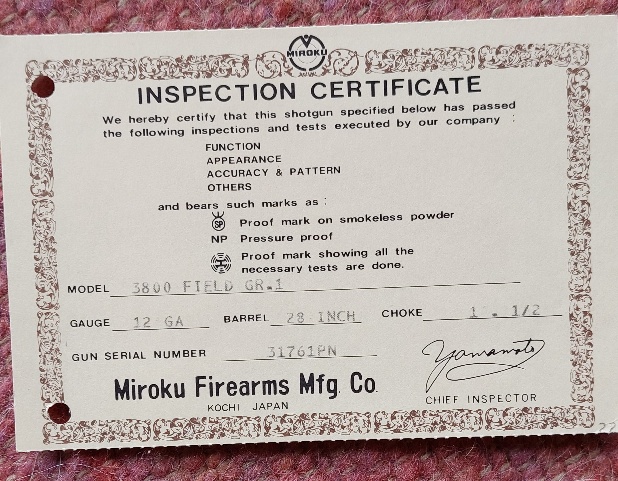 MIROKU
INSPECTION CERTIFICATE
We hereby certify that this shotgun specified below has passed
the following inspections and tests executed by our company :
FUNCTION
APPEARANCE
ACCURACY & PATTERN
OTHERS
and bears such marks as :
SP Proof mark on smokeless powder
NP Pressure proof
Proof mark showing all the
necessary tests are done.
MODEL 3800 FIELD GR.1
GAUGE 12 GA BARREL 28 INCH CHOKE 1 . 1/2
GUN SERIAL NUMBER 31761PN
Yamamoto
Miroku Firearms Mfg. Co.
KOCHI JAPAN
CHIEF INSPECTOR